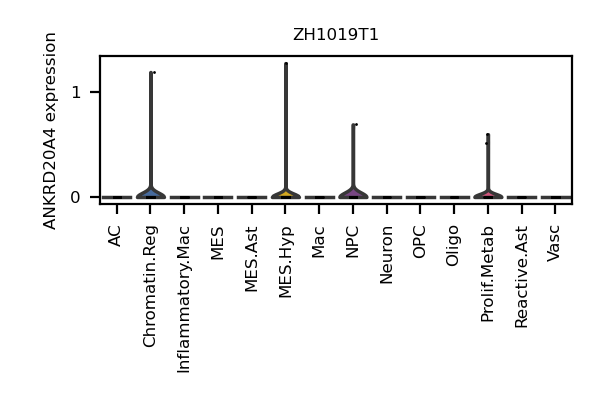 ZH1019T1
ANKRD20A4 expression
1
0
AC
Chromatin.Reg
Inflammatory.Mac
MES
MES.Ast
MES.Hyp
Mac
NPC
Neuron
OPC
Oligo
Prolif.Metab
Reactive.Ast
Vasc